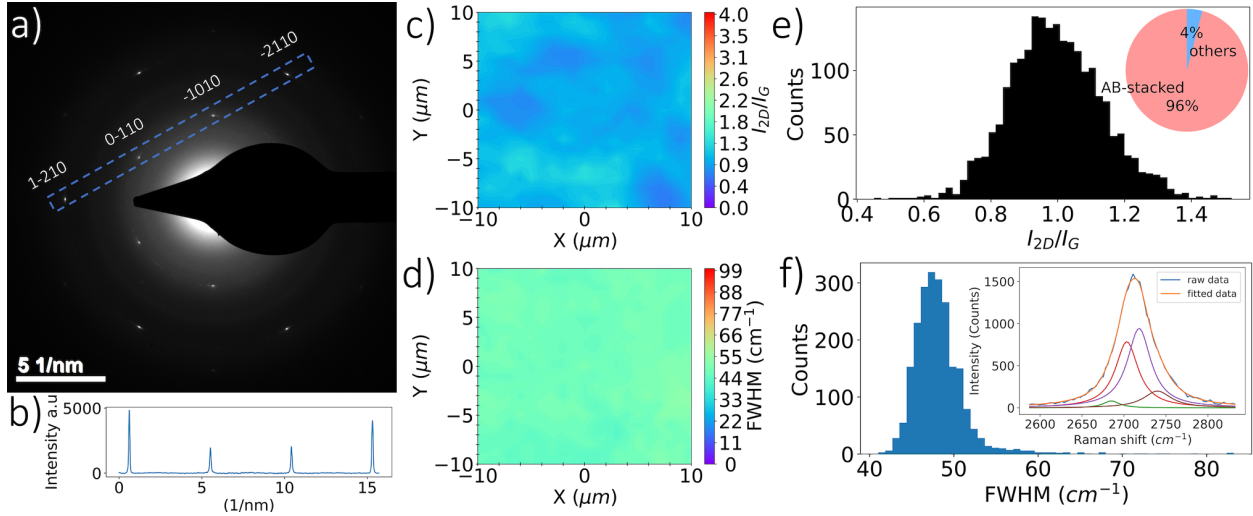 a)
-2110
-1010
0-110
1-210
5 1/nm
b)
Intensity a.u
5000
0
0 5 10 15
(1/nm)
c)
10
5
0
−5
−10
Y (μm)
−10 0 10
X (μm)
4.0
3.5
3.1
2.6
2.2
1.8
1.3
0.9
0.4
0.0
I2D/IG
d)
10
5
0
−5
−10
Y (μm)
−10 0 10
X (μm)
99
88
77
66
55
44
33
22
11
0
FWHM (cm−1)
e)
100
50
0
Counts
0.4 0.6 0.8 1.0 1.2 1.4
I2D/IG
4%
others
AB-stacked
96%
f)
300
200
100
0
Counts
40 50 60 70 80
FWHM (cm−1)
1500
1000
500
0
Intensity (Counts)
raw data
fitted data
2600 2650 2700 2750 2800
Raman shift (cm−1)